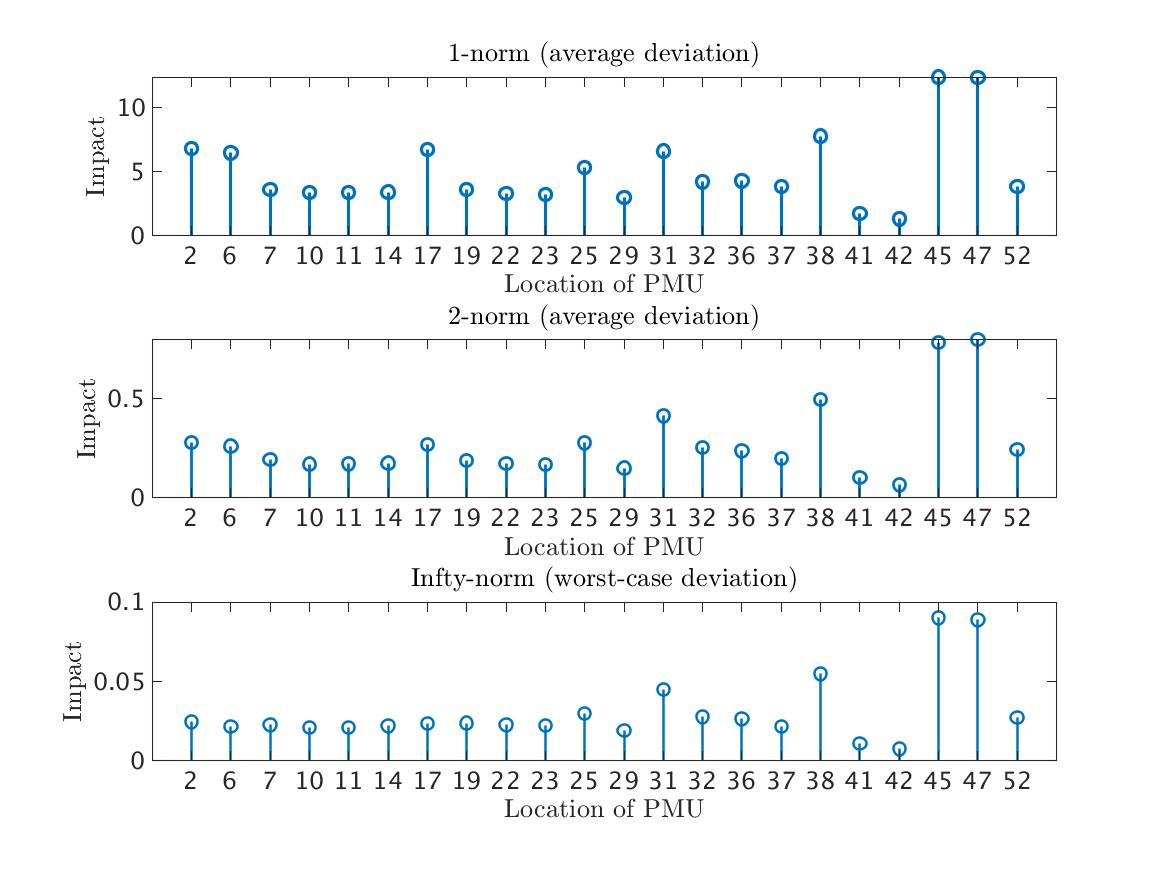 1-norm (average deviation)
Impact
10
5
0
2 6 7 10 11 14 17 19 22 23 25 29 31 32 36 37 38 41 42 45 47 52
Location of PMU
2-norm (average deviation)
Impact
0.5
0
2 6 7 10 11 14 17 19 22 23 25 29 31 32 36 37 38 41 42 45 47 52
Location of PMU
Infty-norm (worst-case deviation)
Impact
0.1
0.05
0
2 6 7 10 11 14 17 19 22 23 25 29 31 32 36 37 38 41 42 45 47 52
Location of PMU